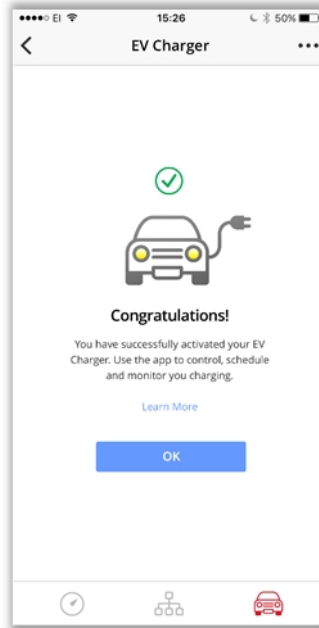 EI 15:26 50%
EV Charger
Congratulations!
You have successfully activated your EV
Charger. Use the app to control, schedule
and monitor you charging.
Learn More
OK